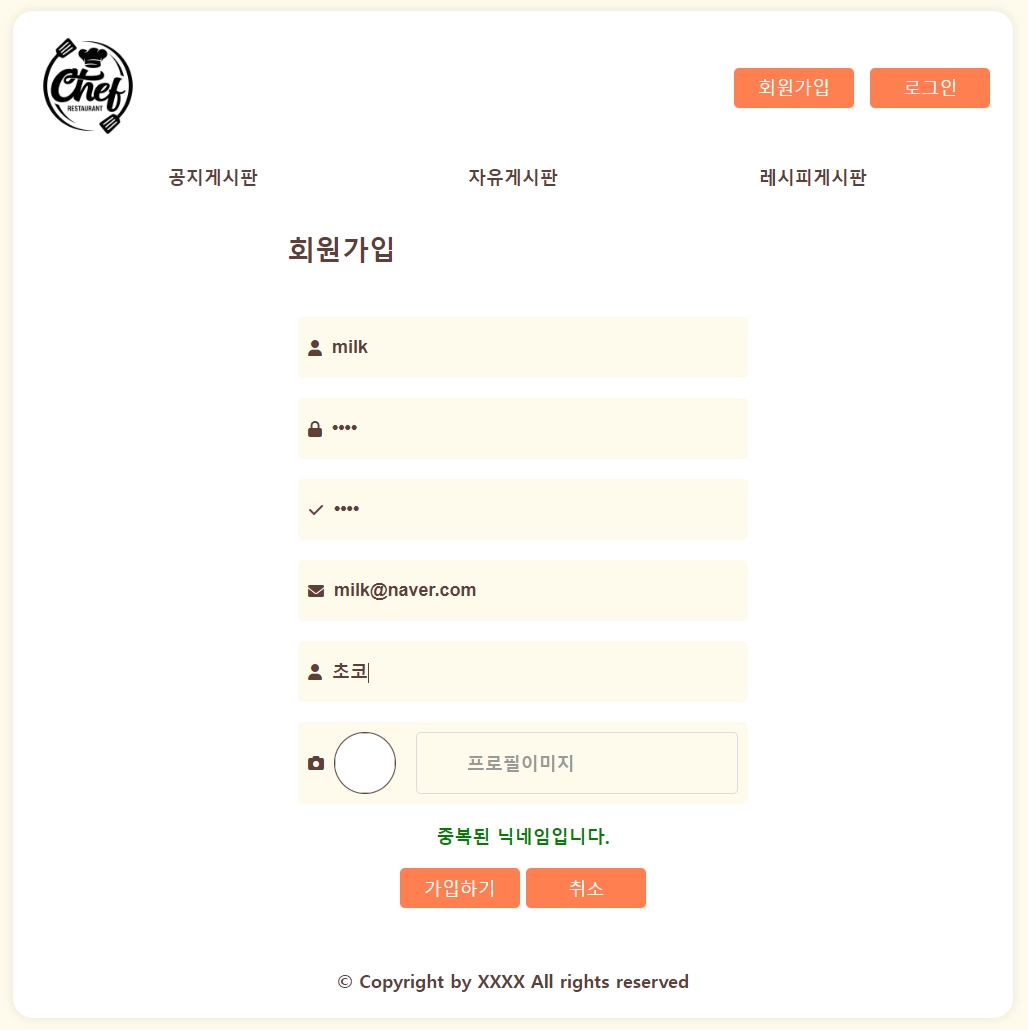 Chef
RESTAURANT
회원가입 로그인
공지게시판 자유게시판 레시피게시판
회원가입
milk
••••
••••
milk@naver.com
초코
프로필이미지
중복된 닉네임입니다.
가입하기 취소
© Copyright by XXXX All rights reserved